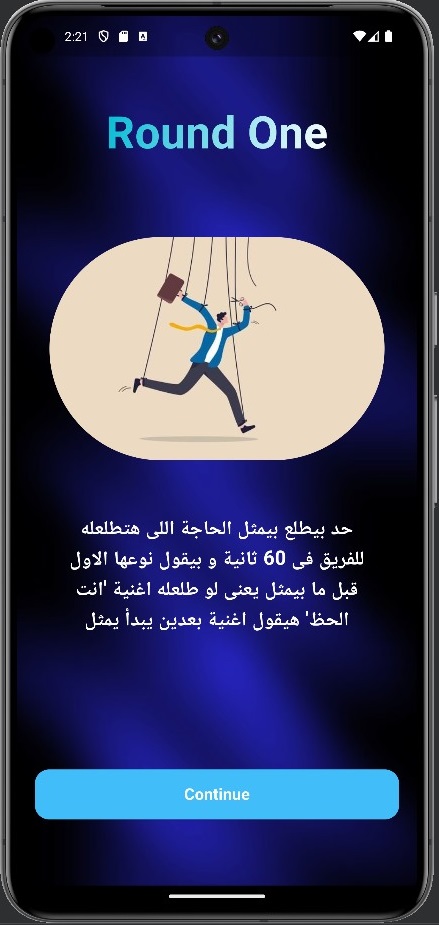 2:21
Round One
حد بيطلع بيمثل الحاجة اللى هتطلعله
للفريق فى 60 ثانية و بيقول نوعها الاول
قبل ما بيمثل يعنى لو طلعله اغنية 'انت
الحظ' هيقول اغنية بعدين يبدأ يمثل
Continue